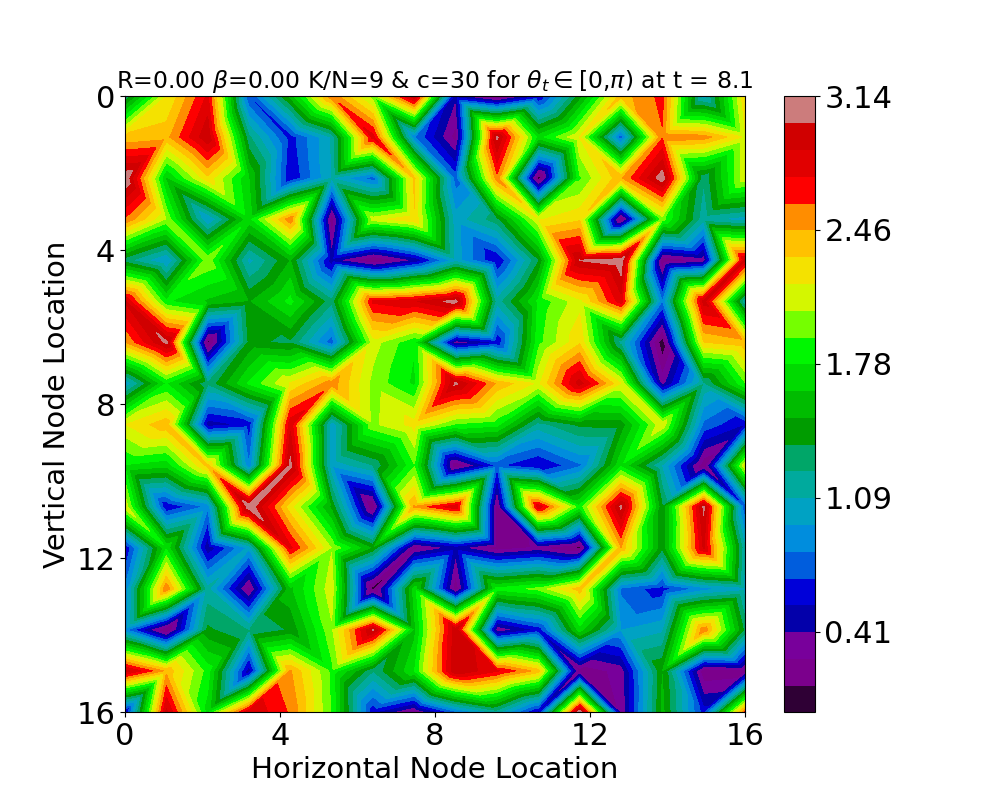 R=0.00 β=0.00 K/N=9 & c=30 for θₜ∈[0,π) at t = 8.1
0
4
8
12
16
Vertical Node Location
0 4 8 12 16
Horizontal Node Location
3.14
2.46
1.78
1.09
0.41